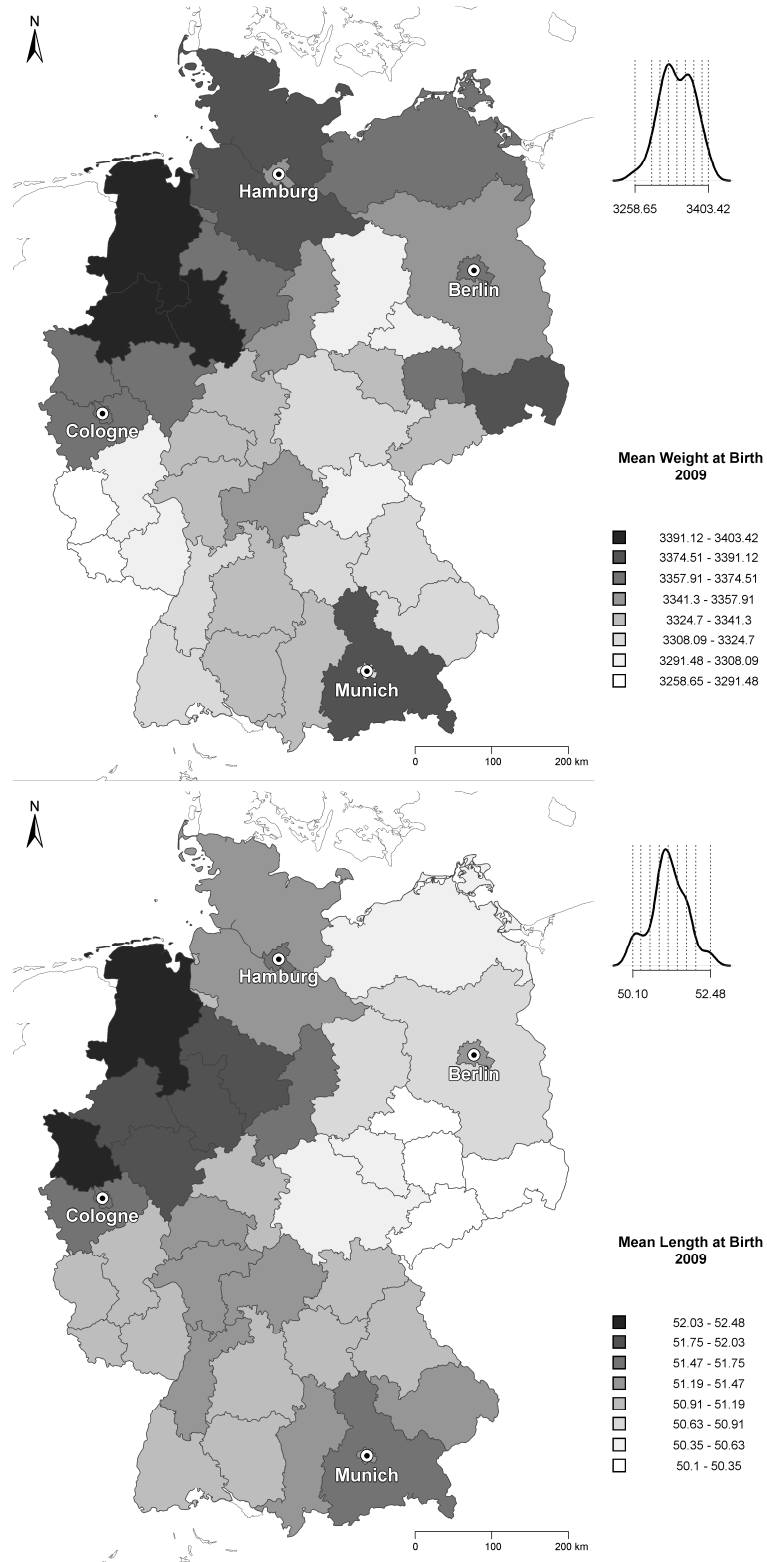 N
Hamburg
Berlin
Cologne
Munich
3258.65 3403.42
Mean Weight at Birth
2009
3391.12 - 3403.42
3374.51 - 3391.12
3357.91 - 3374.51
3341.3 - 3357.91
3324.7 - 3341.3
3308.09 - 3324.7
3291.48 - 3308.09
3258.65 - 3291.48
0 100 200 km
N
Hamburg
Berlin
Cologne
Munich
50.10 52.48
Mean Length at Birth
2009
52.03 - 52.48
51.75 - 52.03
51.47 - 51.75
51.19 - 51.47
50.91 - 51.19
50.63 - 50.91
50.35 - 50.63
50.1 - 50.35
0 100 200 km